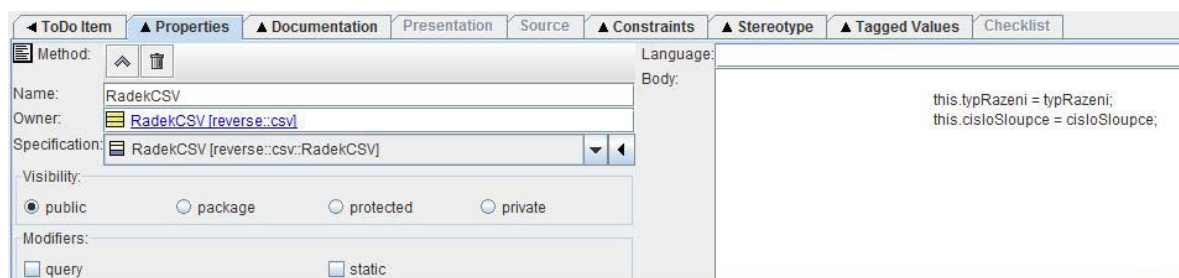 ToDo Item Properties Documentation Presentation Source Constraints Stereotype Tagged Values Checklist
Method:
Name: RadekCSV
Owner: RadekCSV [reverse::csv]
Specification: RadekCSV [reverse::csv::RadekCSV]
Visibility:
public package protected private
Modifiers:
query static
Language:
Body:
this.typRazeni = typRazeni;
this.cisloSloupce = cisloSloupce;